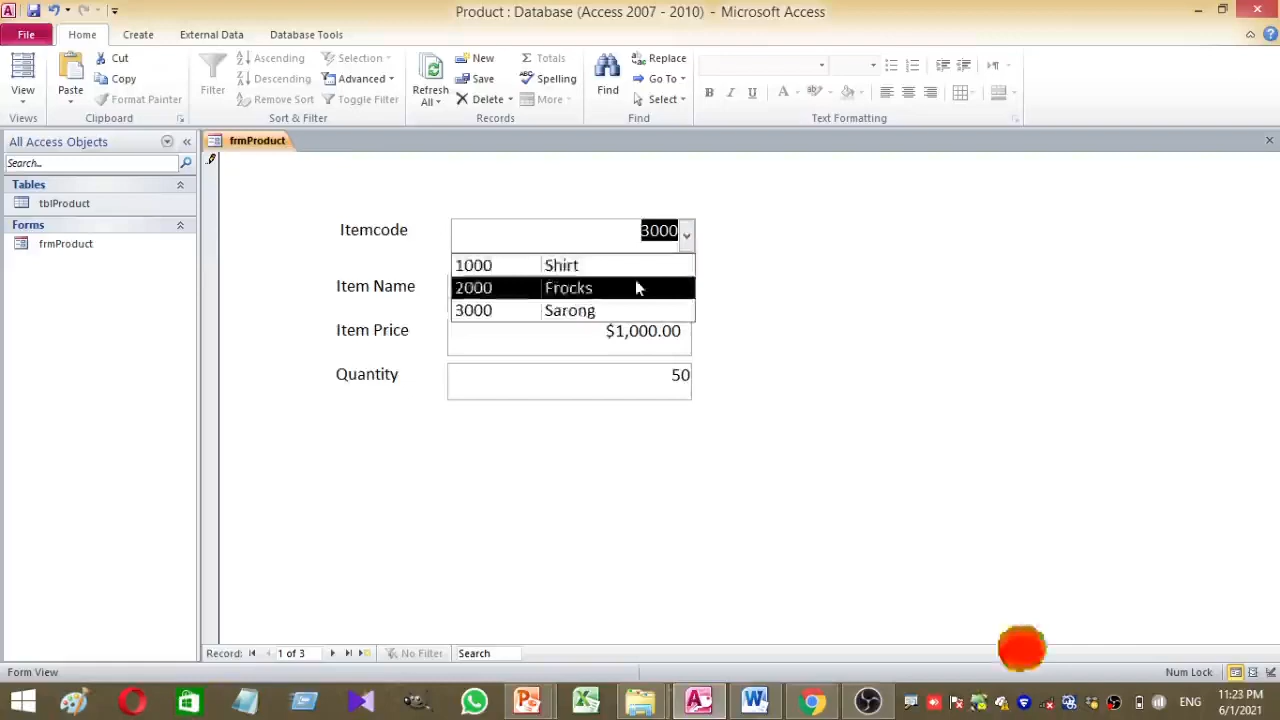 Product : Database (Access 2007 - 2010) - Microsoft Access
File Home Create External Data Database Tools
View
Views
Paste
Cut
Copy
Format Painter
Clipboard
Filter
Ascending
Descending
Remove Sort
Selection
Advanced
Toggle Filter
Sort & Filter
Refresh
All
New
Save
Delete
Totals
Spelling
More
Records
Find
Replace
Go To
Select
Find
B I U
A
Text Formatting
All Access Objects
Search...
Tables
tblProduct
Forms
frmProduct
frmProduct
Itemcode 3000
1000 Shirt
2000 Frocks
3000 Sarong
Item Name
Item Price $1,000.00
Quantity 50
Record: 1 of 3 No Filter Search
Form View Num Lock
ENG
11:23 PM
6/1/2021